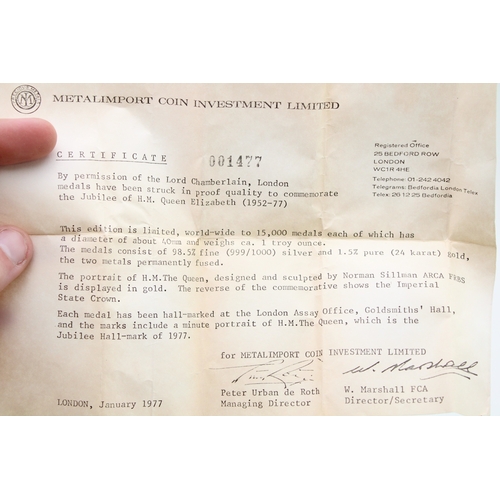 METALIMPORT COIN INVESTMENT LIMITED
Registered Office
25 BEDFORD ROW
LONDON
WC1R 4HE
Telephone: 01-242 4042
Telegrams: Bedfordia London Telex
Telex: 26 12 25 Bedfordia
CERTIFICATE 001477
By permission of the Lord Chamberlain, London
medals have been struck in proof quality to commemorate
the Jubilee of H.M. Queen Elizabeth (1952-77)
This edition is limited, world-wide to 15,000 medals each of which has
a diameter of about 40mm and weighs ca. 1 troy ounce.
The medals consist of 98.5% fine (999/1000) silver and 1.5% pure (24 karat) gold,
the two metals permanently fused.
The portrait of H.M.The Queen, designed and sculpted by Norman Sillman ARCA FRBS
is displayed in gold. The reverse of the commemorative shows the Imperial
State Crown.
Each medal has been hall-marked at the London Assay Office, Goldsmiths' Hall,
and the marks include a minute portrait of H.M.The Queen, which is the
Jubilee Hall-mark of 1977.
for METALIMPORT COIN INVESTMENT LIMITED
W. Marshall
Peter Urban de Roth W. Marshall FCA
LONDON, January 1977 Managing Director Director/Secretary